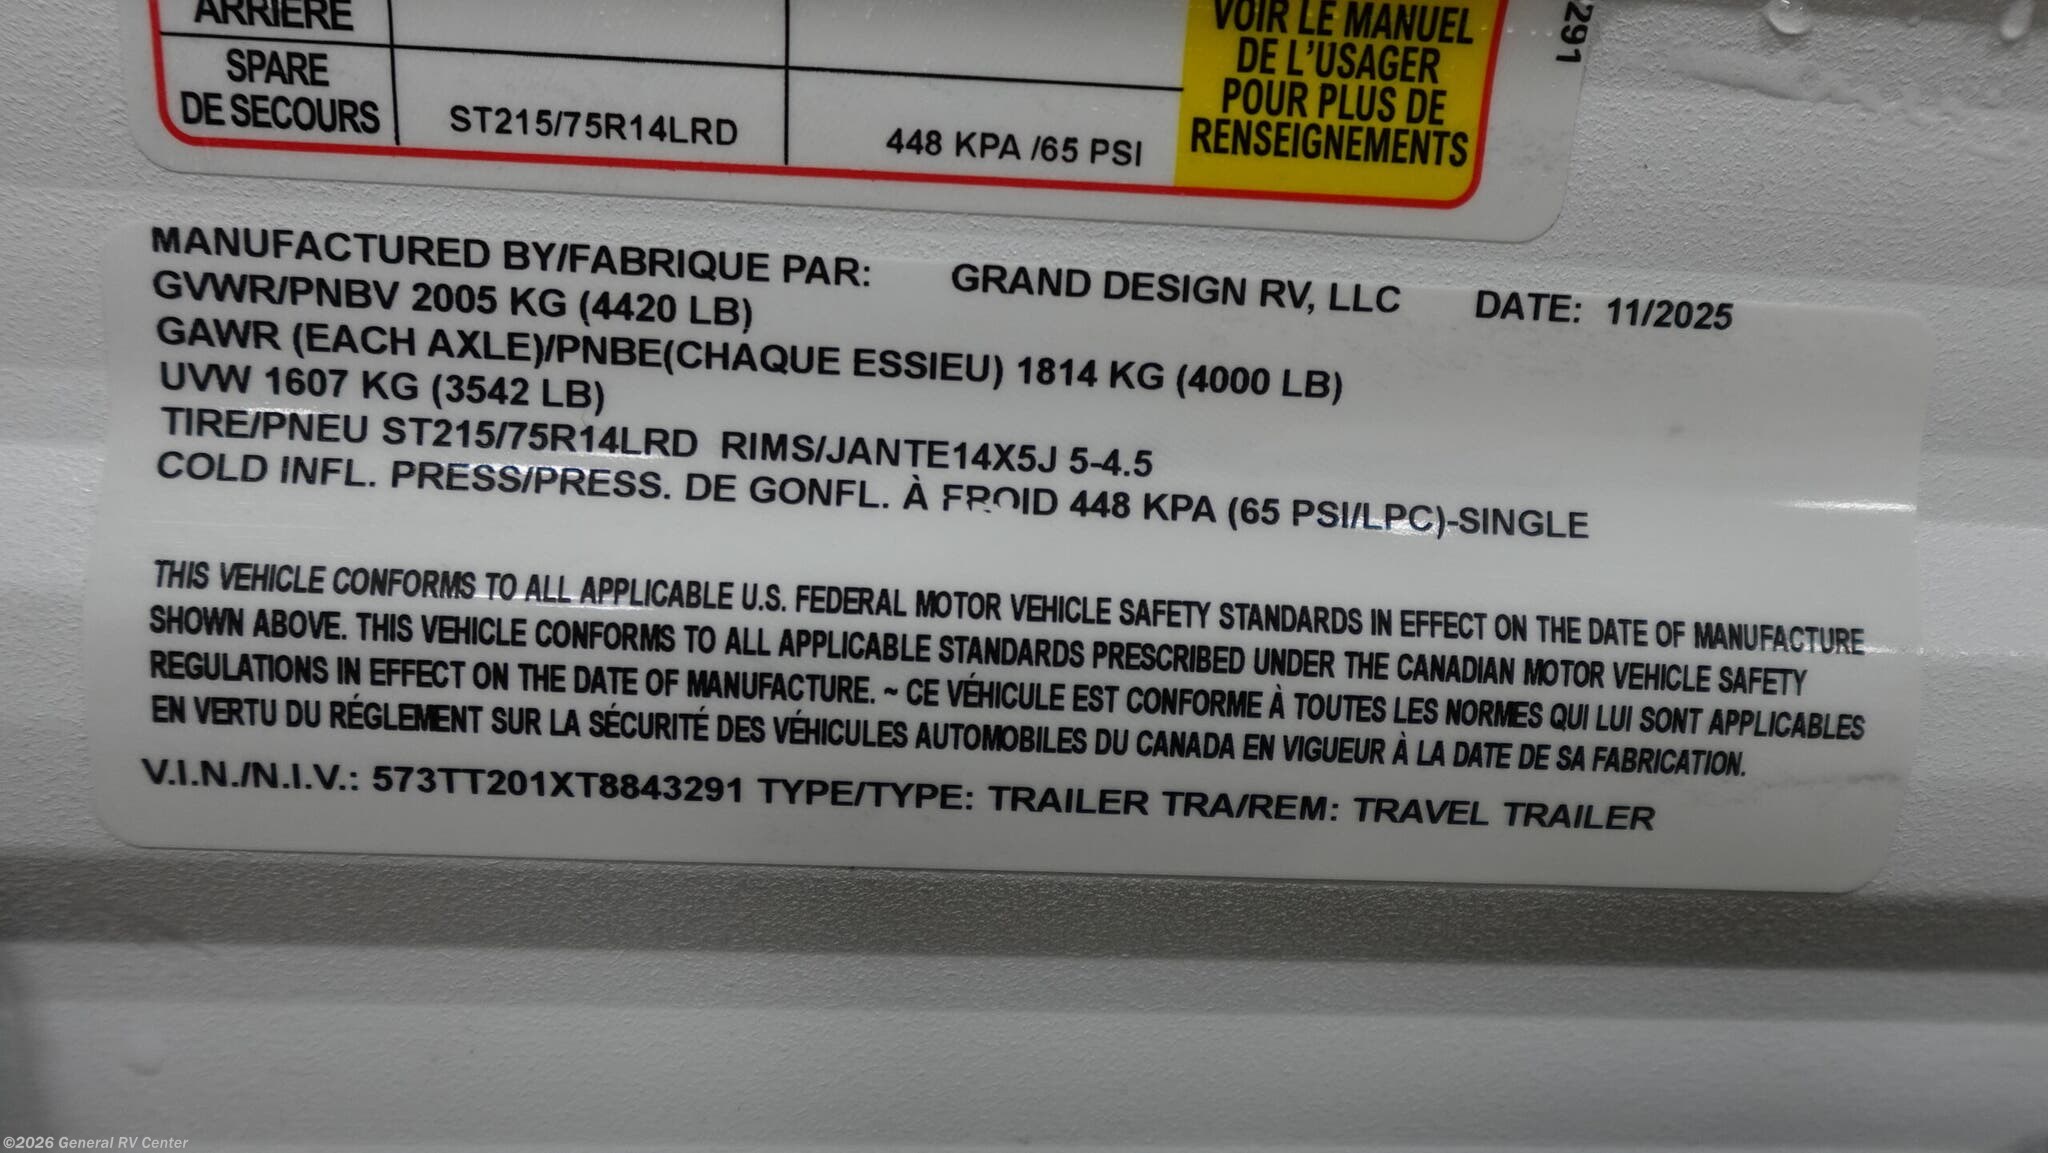 ARRIÈRE
SPARE
DE SECOURS
ST215/75R14LRD
448 KPA /65 PSI
VOIR LE MANUEL
DE L'USAGER
POUR PLUS DE
RENSEIGNEMENTS
291
MANUFACTURED BY/FABRIQUE PAR: GRAND DESIGN RV, LLC DATE: 11/2025
GVWR/PNBV 2005 KG (4420 LB)
GAWR (EACH AXLE)/PNBE(CHAQUE ESSIEU) 1814 KG (4000 LB)
UVW 1607 KG (3542 LB)
TIRE/PNEU ST215/75R14LRD RIMS/JANTE14X5J 5-4.5
COLD INFL. PRESS/PRESS. DE GONFL. À FROID 448 KPA (65 PSI/LPC)-SINGLE
THIS VEHICLE CONFORMS TO ALL APPLICABLE U.S. FEDERAL MOTOR VEHICLE SAFETY STANDARDS IN EFFECT ON THE DATE OF MANUFACTURE
SHOWN ABOVE. THIS VEHICLE CONFORMS TO ALL APPLICABLE STANDARDS PRESCRIBED UNDER THE CANADIAN MOTOR VEHICLE SAFETY
REGULATIONS IN EFFECT ON THE DATE OF MANUFACTURE. ~ CE VÉHICULE EST CONFORME À TOUTES LES NORMES QUI LUI SONT APPLICABLES
EN VERTU DU RÉGLEMENT SUR LA SÉCURITÉ DES VÉHICULES AUTOMOBILES DU CANADA EN VIGUEUR À LA DATE DE SA FABRICATION.
V.I.N./N.I.V.: 573TT201XT8843291 TYPE/TYPE: TRAILER TRA/REM: TRAVEL TRAILER
©2026 General RV Center